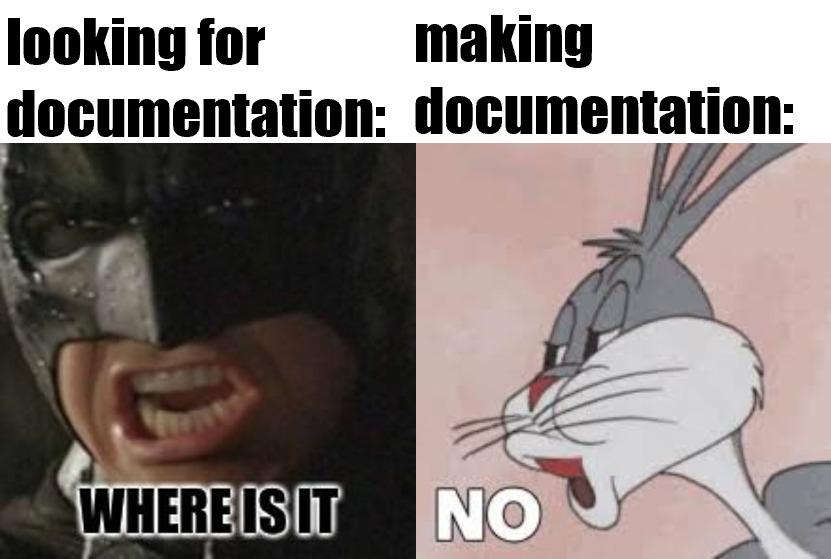 looking for
documentation:
making
documentation:
WHERE IS IT
NO